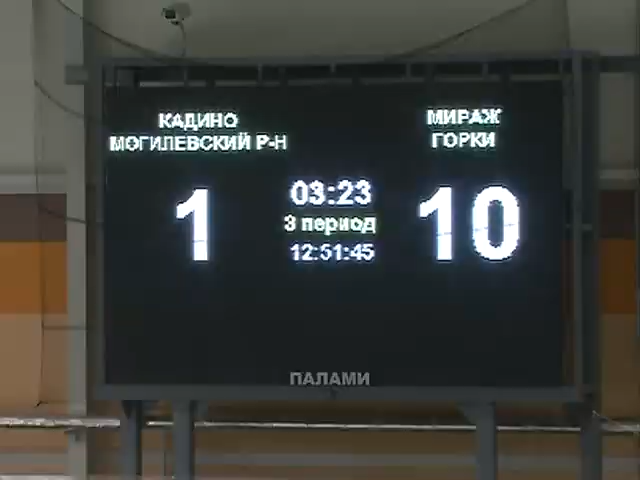 КАДИНО
МОГИЛЕВСКИЙ Р-Н
МИРАЖ
ГОРКИ
1
03:23
10
3 период
12:51:45
ПАЛАМИ